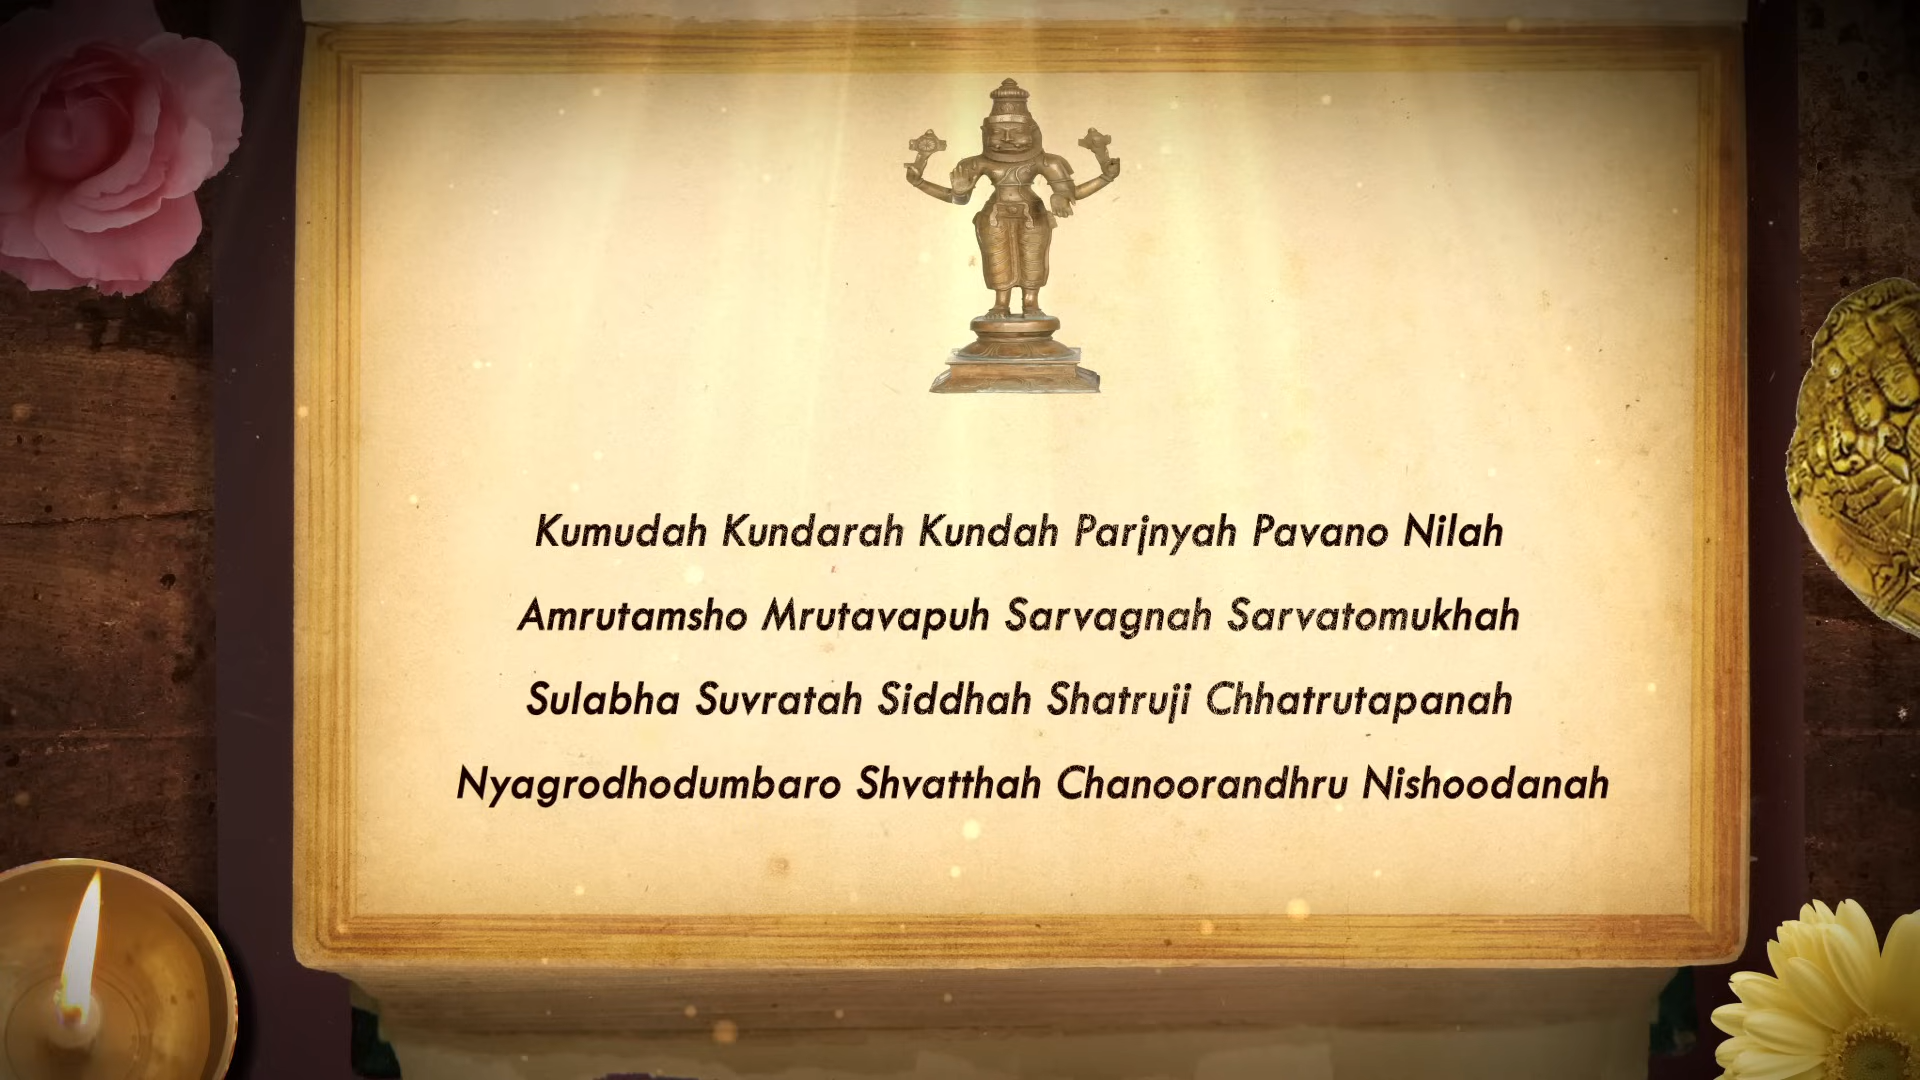 Kumudah Kundarah Kundah Parjnyah Pavano Nilah
Amrutamsho Mrutavapuh Sarvagnah Sarvatomukhah
Sulabha Suvratah Siddhah Shatruji Chhatrutapanah
Nyagrodhodumbaro Shvatthah Chanoorandhru Nishoodanah